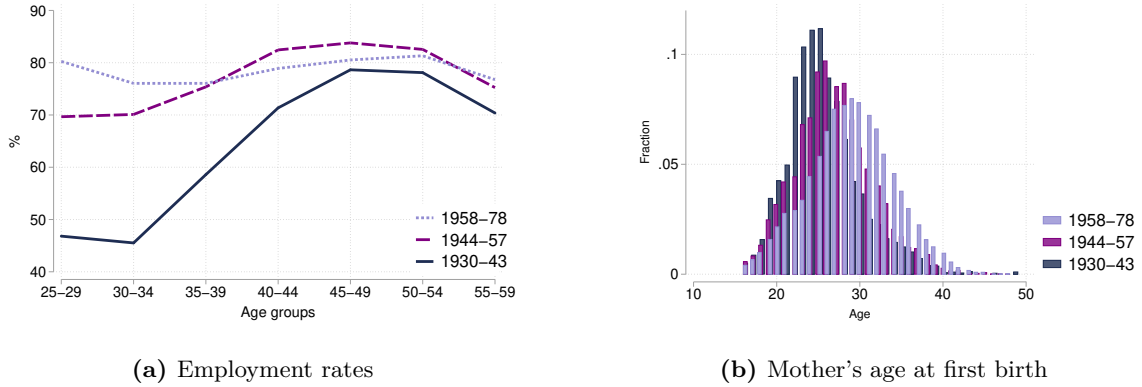 90
80
70
60
50
40
%
25–29 30–34 35–39 40–44 45–49 50–54 55–59
Age groups
1958–78
1944–57
1930–43
(a) Employment rates
.1
.05
0
Fraction
10 20 30 40 50
Age
1958–78
1944–57
1930–43
(b) Mother's age at first birth